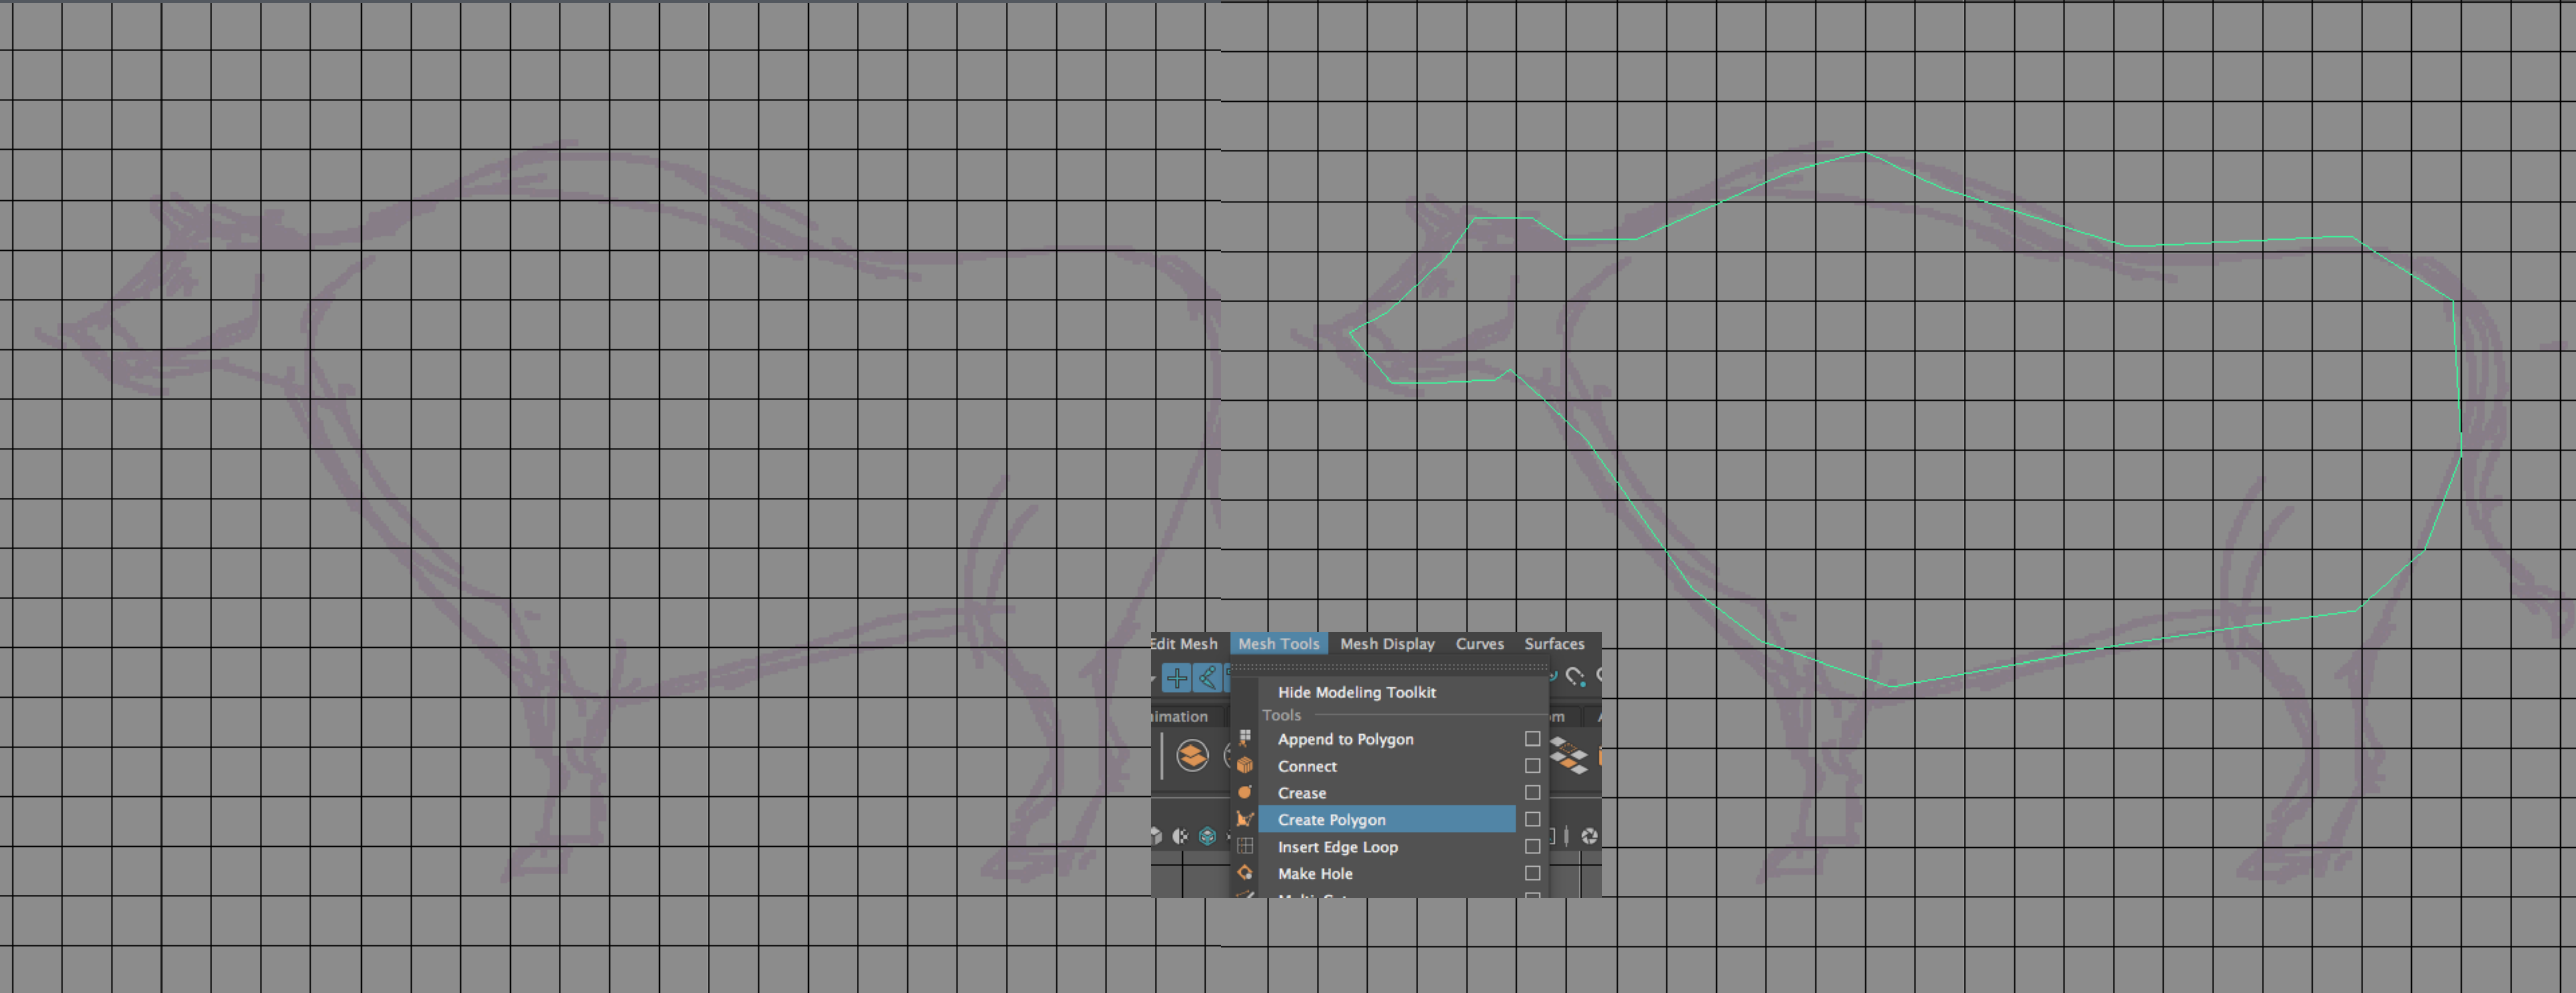 Edit Mesh Mesh Tools Mesh Display Curves Surfaces
Hide Modeling Toolkit
imation Tools om
Append to Polygon
Connect
Crease
Create Polygon
Insert Edge Loop
Make Hole